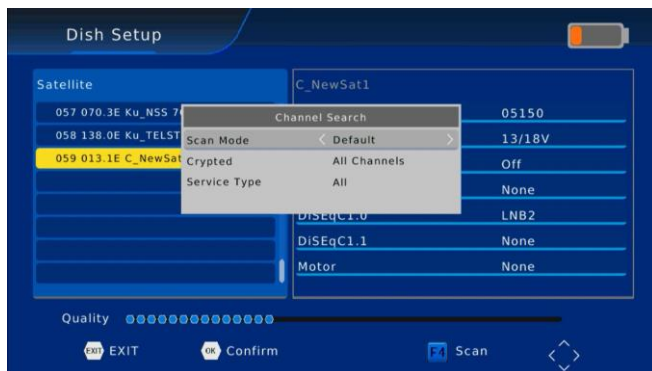 Dish Setup
Satellite
C_NewSat1
057 070.3E Ku_NSS 7
05150
058 138.0E Ku_TELST
13/18V
059 013.1E C_NewSat
Off
None
Channel Search
Scan Mode < Default >
Crypted All Channels
Service Type All
DiSEqC1.0 LNB2
DiSEqC1.1 None
Motor None
Quality
EXIT EXIT
OK Confirm
F4 Scan